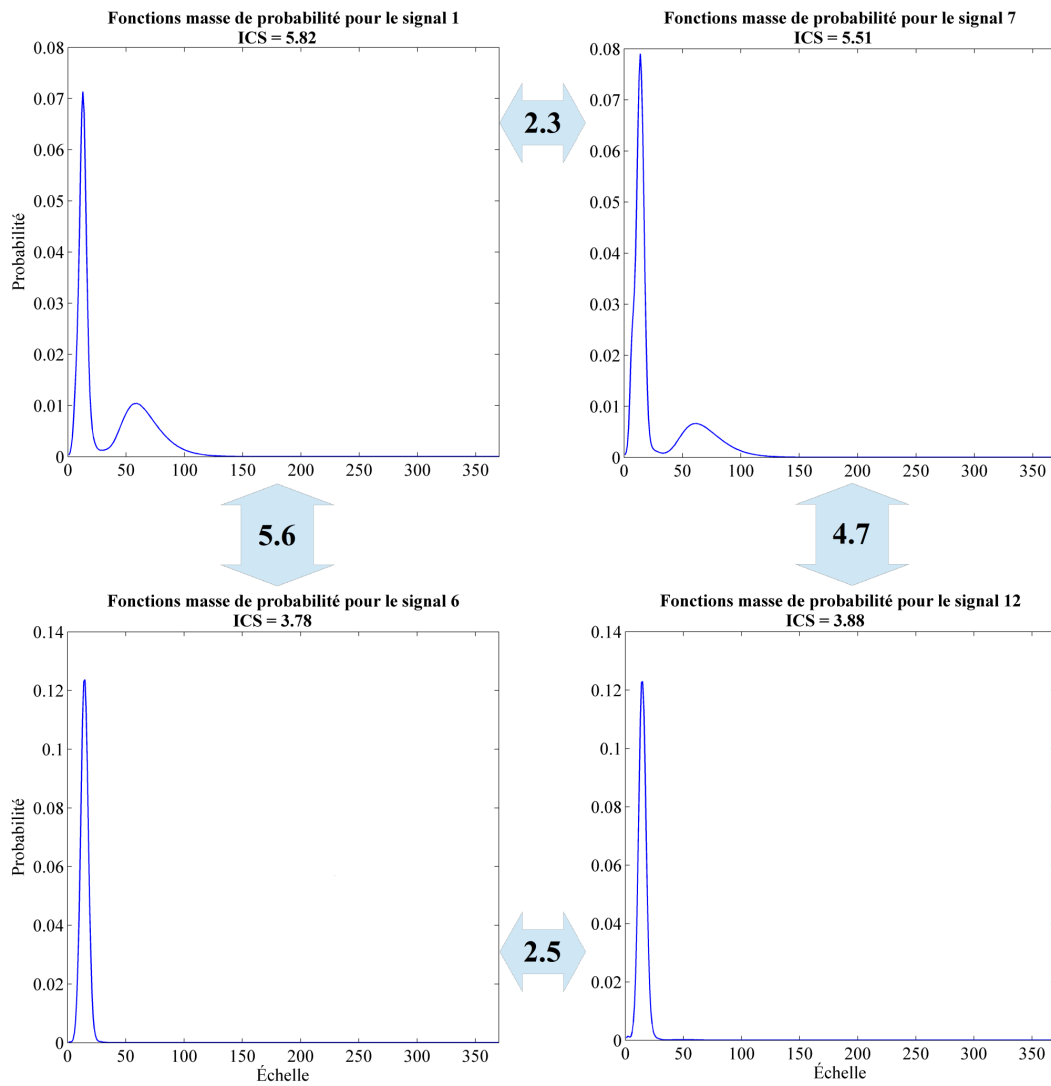 Fonctions masse de probabilité pour le signal 1
ICS = 5.82
0.08
0.07
0.06
0.05
0.04
0.03
0.02
0.01
0
Probabilité
0 50 100 150 200 250 300 350
2.3
Fonctions masse de probabilité pour le signal 7
ICS = 5.51
0.08
0.07
0.06
0.05
0.04
0.03
0.02
0.01
0
0 50 100 150 200 250 300 350
5.6
4.7
Fonctions masse de probabilité pour le signal 6
ICS = 3.78
0.14
0.12
0.1
0.08
0.06
0.04
0.02
0
Probabilité
0 50 100 150 200 250 300 350
Échelle
2.5
Fonctions masse de probabilité pour le signal 12
ICS = 3.88
0.14
0.12
0.1
0.08
0.06
0.04
0.02
0
0 50 100 150 200 250 300 350
Échelle